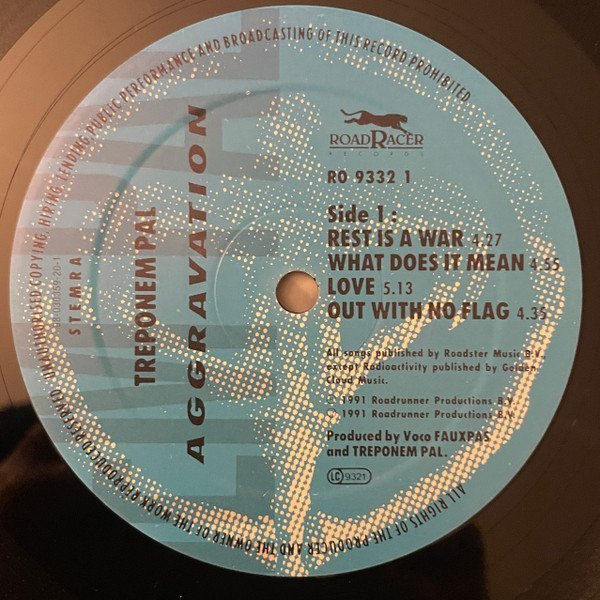 ALL RIGHTS OF THE PRODUCER AND THE OWNER OF THE WORK REPRODUCED RESERVED. UNAUTHORISED COPYING, HIRING, LENDING, PUBLIC PERFORMANCE AND BROADCASTING OF THIS RECORD PROHIBITED
STEMRA
TREPONEM PAL
AGGRAVATION
ROADRACER
RECORDS
RO 9332 1
Side 1 :
REST IS A WAR 4.27
WHAT DOES IT MEAN 4.55
LOVE 5.13
OUT WITH NO FLAG 4.35
All songs published by Roadster Music B.V.
except Radioactivity published by Golden
Cloud Music.
℗ 1991 Roadrunner Productions B.V.
© 1991 Roadrunner Productions B.V.
Produced by Voco FAUXPAS
and TREPONEM PAL.
LC 9321